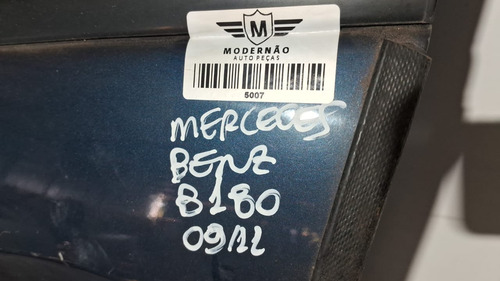 M
MODERNÃO
AUTO PEÇAS
5007
MERCEDES
BENZ
B180
09/12